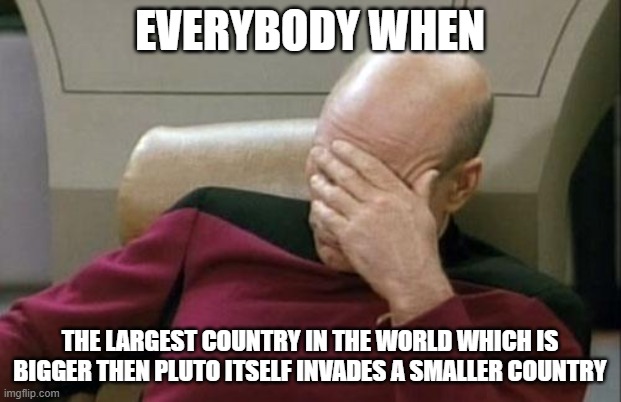 EVERYBODY WHEN
THE LARGEST COUNTRY IN THE WORLD WHICH IS
BIGGER THEN PLUTO ITSELF INVADES A SMALLER COUNTRY
imgflip.com